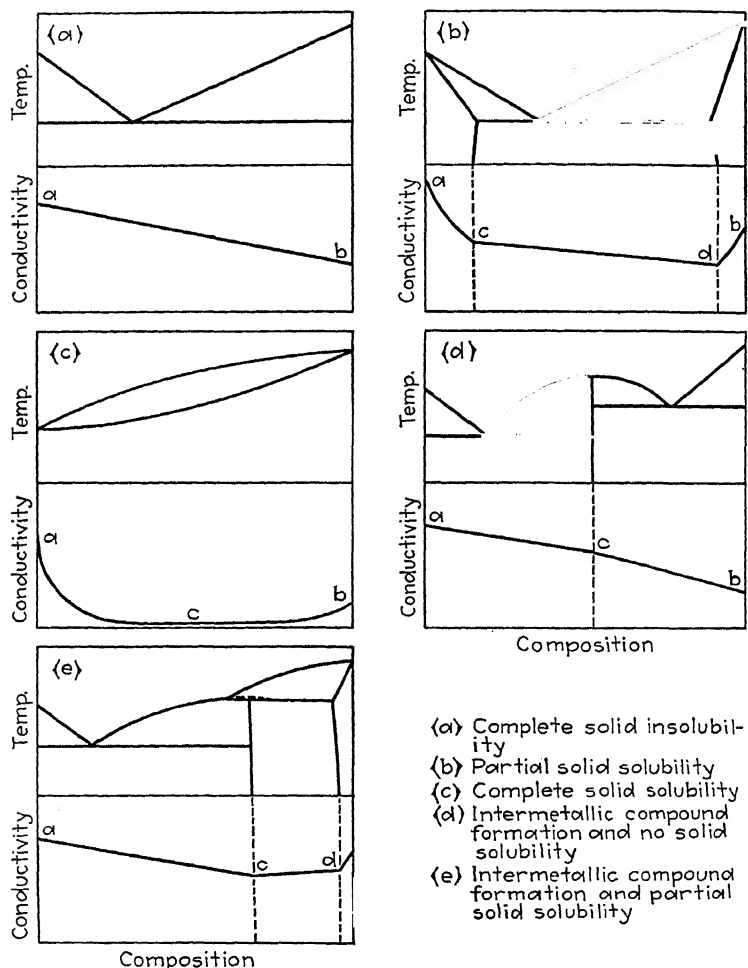 (a)
Temp.
a
b
Conductivity
(b)
Temp.
a
c
d
b
Conductivity
(c)
Temp.
a
c
b
Conductivity
(d)
Temp.
a
c
b
Conductivity
Composition
(e)
Temp.
a
c
d
Conductivity
Composition
(a) Complete solid insolubil-
ity
(b) Partial solid solubility
(c) Complete solid solubility
(d) Intermetallic compound
formation and no solid
solubility
(e) Intermetallic compound
formation and partial
solid solubility